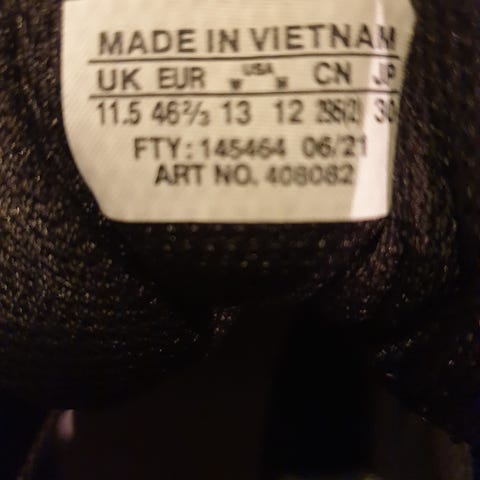 MADE IN VIETNAM
UK EUR W USA M CN JP
11.5 46⅔ 13 12 30
FTY: 145464 06/21
ART NO. 408082